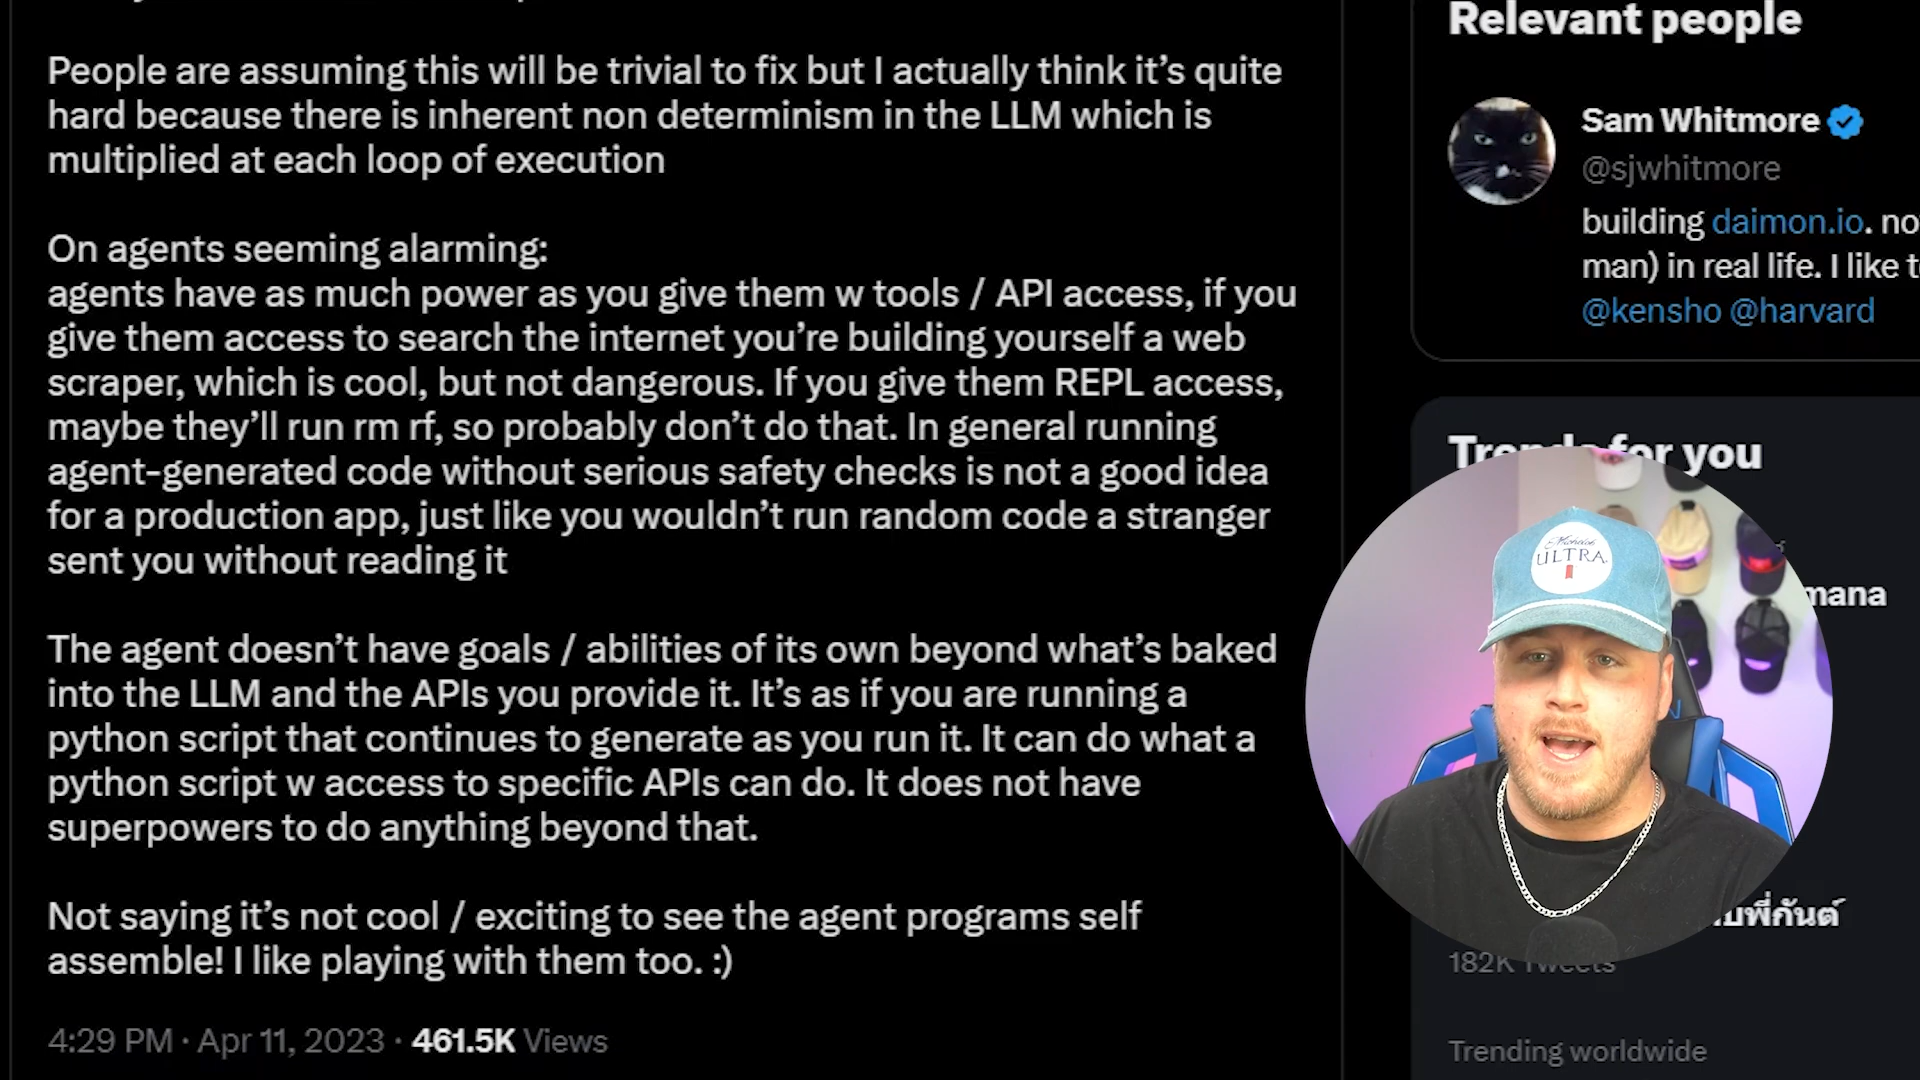 People are assuming this will be trivial to fix but I actually think it’s quite
hard because there is inherent non determinism in the LLM which is
multiplied at each loop of execution
On agents seeming alarming:
agents have as much power as you give them w tools / API access, if you
give them access to search the internet you’re building yourself a web
scraper, which is cool, but not dangerous. If you give them REPL access,
maybe they’ll run rm rf, so probably don’t do that. In general running
agent-generated code without serious safety checks is not a good idea
for a production app, just like you wouldn’t run random code a stranger
sent you without reading it
The agent doesn’t have goals / abilities of its own beyond what’s baked
into the LLM and the APIs you provide it. It’s as if you are running a
python script that continues to generate as you run it. It can do what a
python script w access to specific APIs can do. It does not have
superpowers to do anything beyond that.
Not saying it’s not cool / exciting to see the agent programs self
assemble! I like playing with them too. :)
4:29 PM · Apr 11, 2023 · 461.5K Views
Relevant people
Sam Whitmore
@sjwhitmore
building daimon.io. no
man) in real life. I like t
@kensho @harvard
Trends for you
mana
Michelob
ULTRA
บพี่กันต์
182K Tweets
Trending worldwide